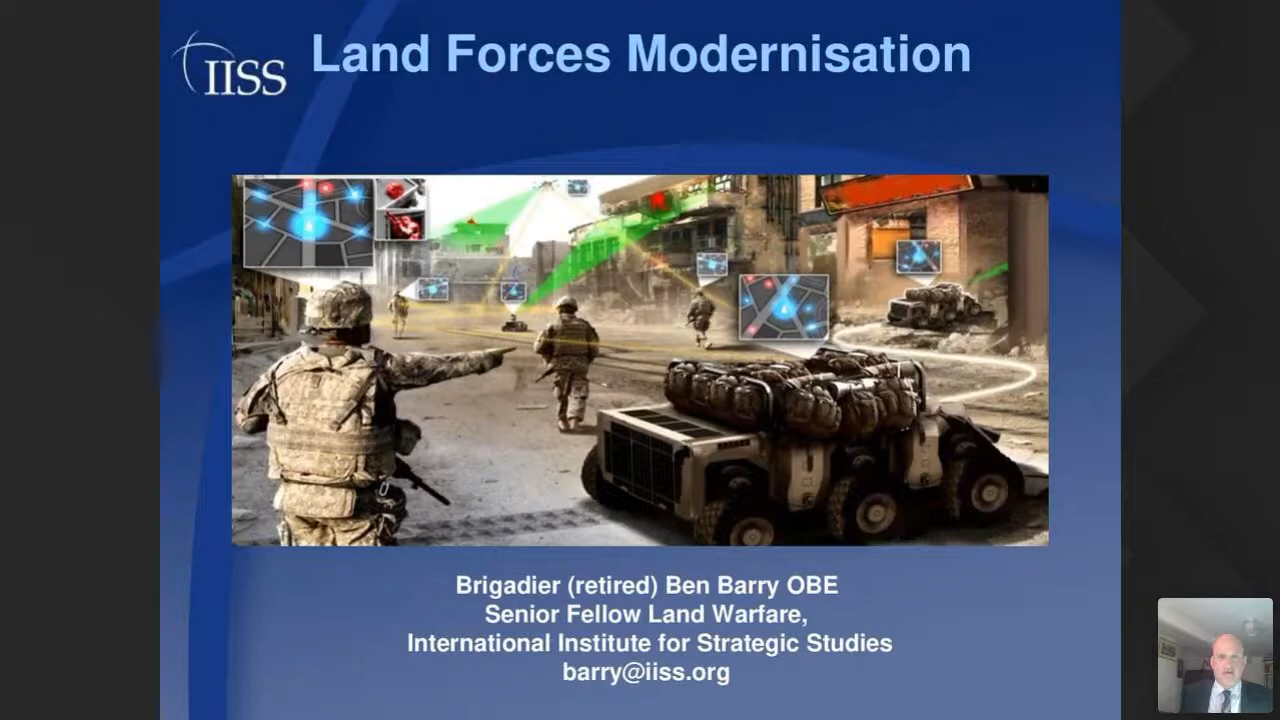 IISS
Land Forces Modernisation
Brigadier (retired) Ben Barry OBE
Senior Fellow Land Warfare,
International Institute for Strategic Studies
barry@iiss.org